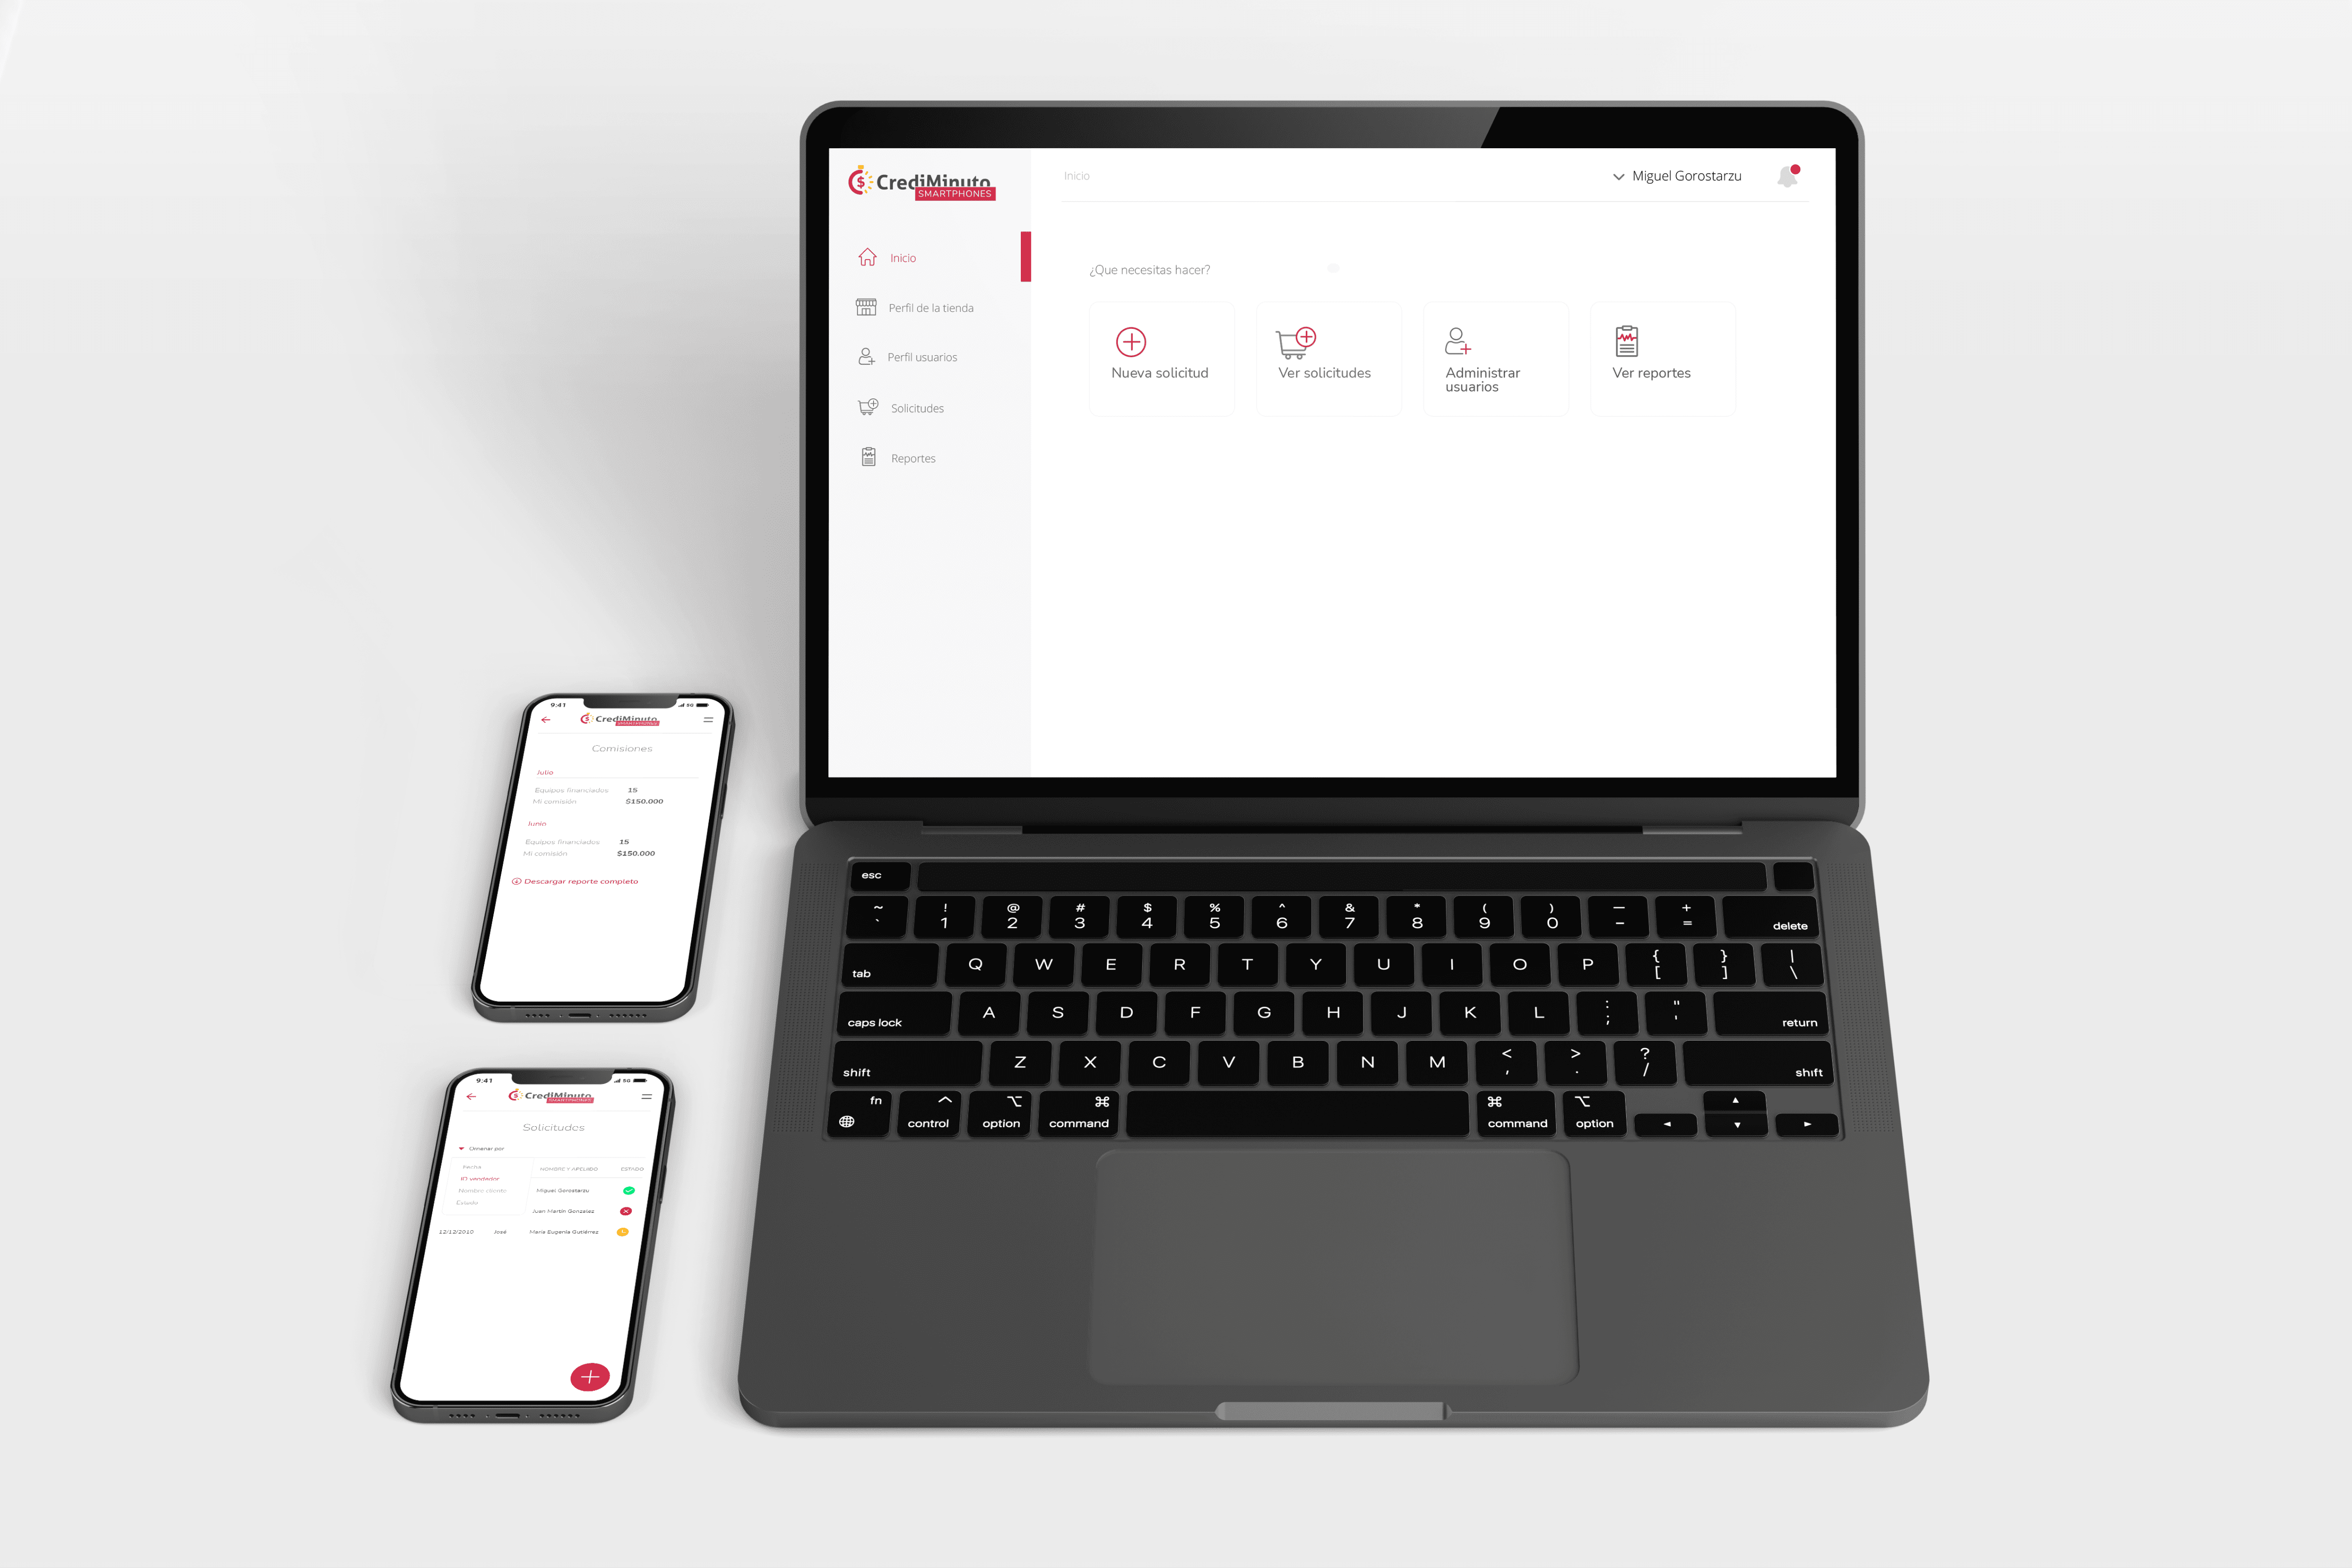 CrediMinuto
SMARTPHONES
Inicio
Perfil de la tienda
Perfil usuarios
Solicitudes
Reportes
Inicio
Miguel Gorostarzu
¿Que necesitas hacer?
Nueva solicitud
Ver solicitudes
Administrar
usuarios
Ver reportes
9:41
5G
CrediMinuto
SMARTPHONES
Comisiones
Julio
Equipos financiados 15
Mi comisión $150.000
Junio
Equipos financiados 15
Mi comisión $150.000
Descargar reporte completo
9:41
5G
CrediMinuto
SMARTPHONES
Solicitudes
Ordenar por
Fecha
ID vendedor
Nombre cliente
Estado
NOMBRE Y APELLIDO ESTADO
Miguel Gorostarzu
Juan Martín Gonzalez
12/12/2010 José María Eugenia Gutiérrez
esc
~ ! @ # $ % ^ & * ( ) — +
` 1 2 3 4 5 6 7 8 9 0 - = delete
tab Q W E R T Y U I O P { [ } ] | \
caps lock A S D F G H J K L : ; " ' return
shift Z X C V B N M < , > . ? / shift
fn control option command command option